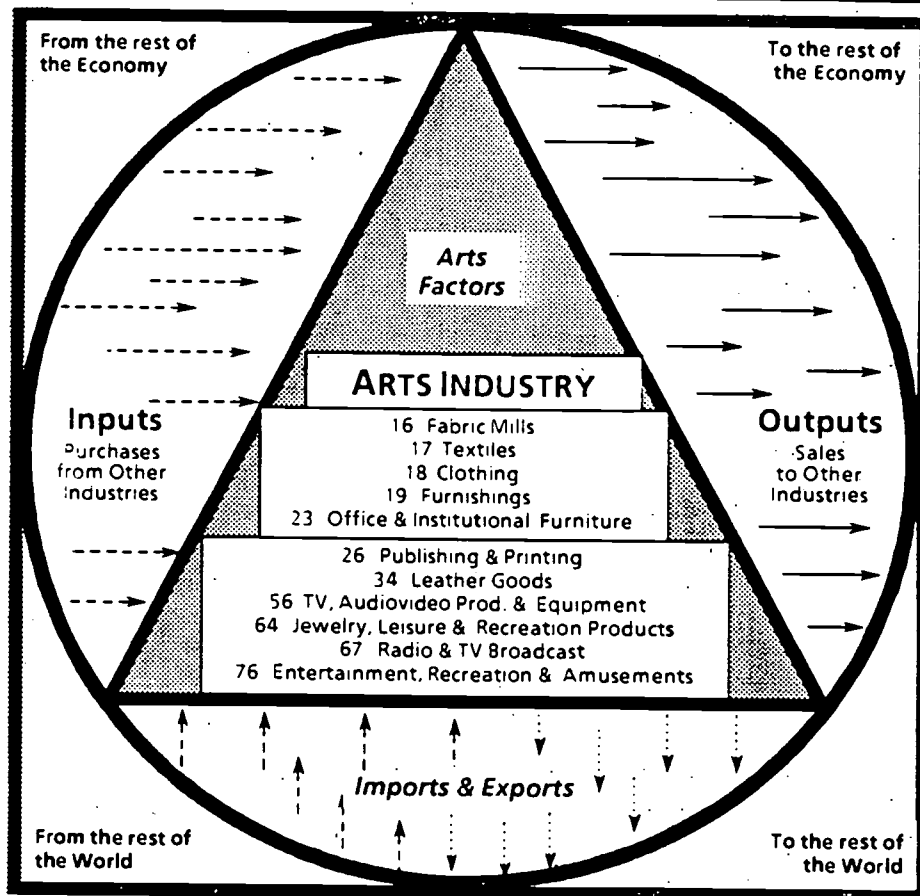 From the rest of
the Economy
To the rest of
the Economy
Arts
Factors
ARTS INDUSTRY
Inputs
Purchases
from Other
Industries
16 Fabric Mills
17 Textiles
18 Clothing
19 Furnishings
23 Office & Institutional Furniture
26 Publishing & Printing
34 Leather Goods
56 TV, Audiovideo Prod. & Equipment
64 Jewelry, Leisure & Recreation Products
67 Radio & TV Broadcast
76 Entertainment, Recreation & Amusements
Outputs
Sales
to Other
Industries
Imports & Exports
From the rest of
the World
To the rest of
the World